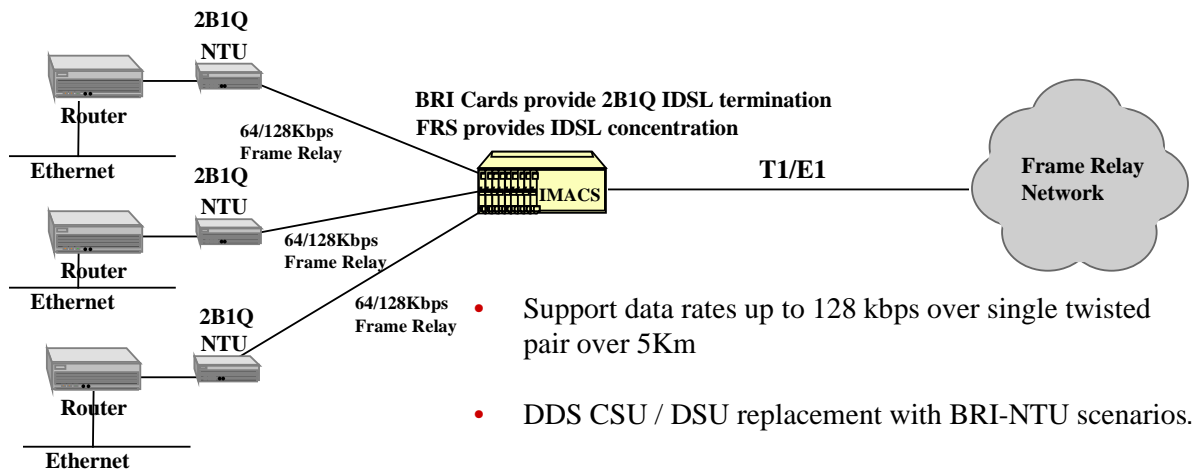 2B1Q
NTU
Router
Ethernet
64/128Kbps
Frame Relay
BRI Cards provide 2B1Q IDSL termination
FRS provides IDSL concentration
2B1Q
NTU
Router
Ethernet
64/128Kbps
Frame Relay
IMACS
T1/E1
Frame Relay
Network
2B1Q
NTU
Router
Ethernet
64/128Kbps
Frame Relay
• Support data rates up to 128 kbps over single twisted
pair over 5Km
• DDS CSU / DSU replacement with BRI-NTU scenarios.